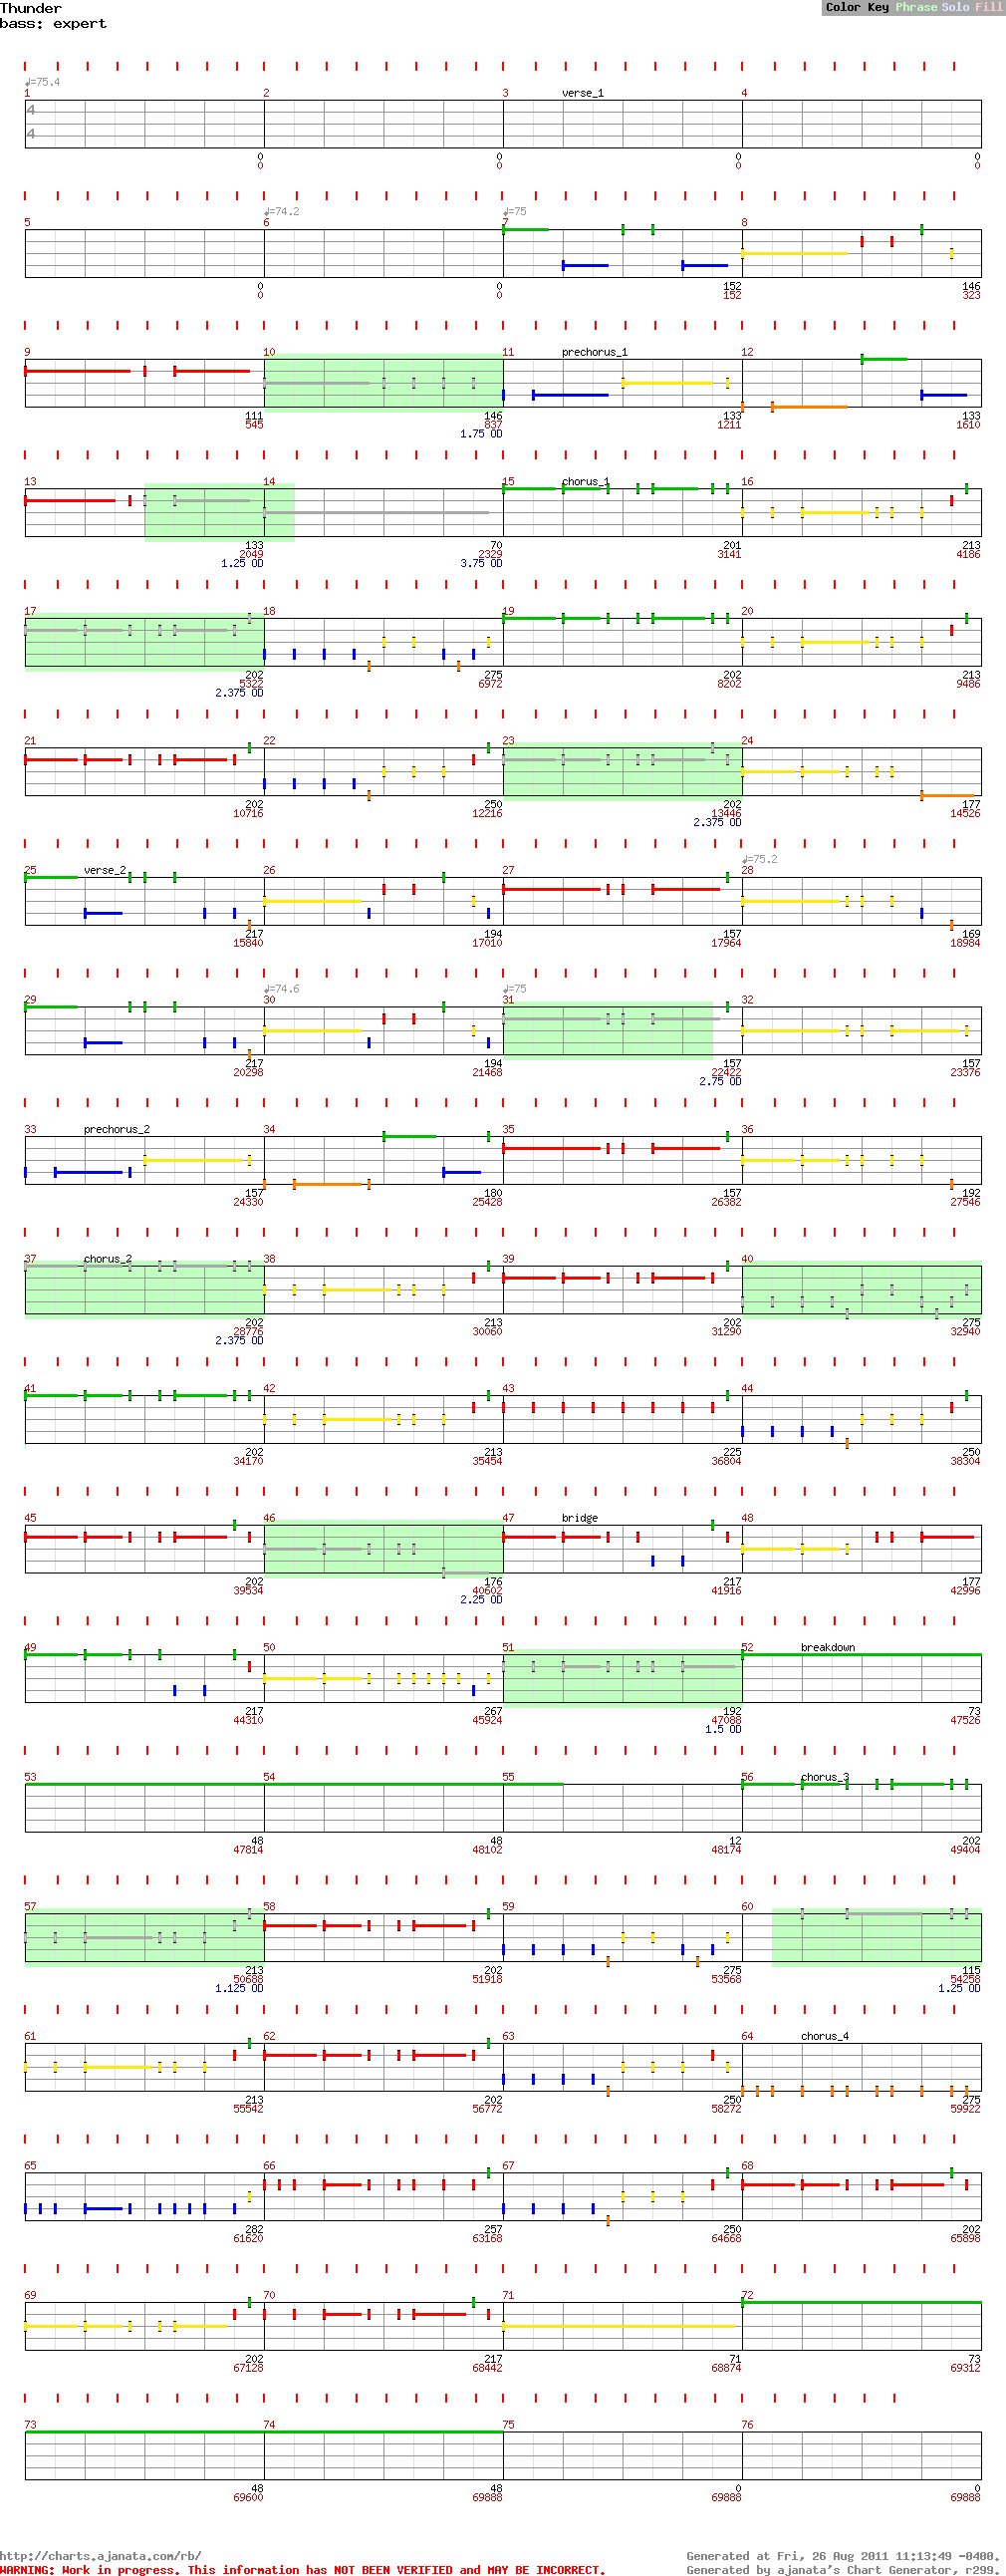 Thunder
Color Key Phrase Solo Fill
bass: expert
♩=75.4
1 2 3 verse_1 4
4
4
0 0 0 0
0 0 0 0
♩=74.2 ♩=75
5 6 7 8
0 0 152 146
0 0 152 323
9 10 11 prechorus_1 12
111 146 133 133
545 837 1211 1610
1.75 OD
13 14 15 chorus_1 16
133 70 201 213
2049 2329 3141 4186
1.25 OD 3.75 OD
17 18 19 20
202 275 202 213
5322 6972 8202 9486
2.375 OD
21 22 23 24
202 250 202 177
10716 12216 13446 14526
2.375 OD
♩=75.2
25 verse_2 26 27 28
217 194 157 169
15840 17010 17964 18984
♩=74.6 ♩=75
29 30 31 32
217 194 157 157
20298 21468 22422 23376
2.75 OD
33 prechorus_2 34 35 36
157 180 157 192
24330 25428 26382 27546
37 chorus_2 38 39 40
202 213 202 275
28776 30060 31290 32940
2.375 OD
41 42 43 44
202 213 225 250
34170 35454 36804 38304
45 46 47 bridge 48
202 176 217 177
39534 40602 41916 42996
2.25 OD
49 50 51 52 breakdown
217 267 192 73
44310 45924 47088 47526
1.5 OD
53 54 55 56 chorus_3
48 48 12 202
47814 48102 48174 49404
57 58 59 60
213 202 275 115
50688 51918 53568 54258
1.125 OD 1.25 OD
61 62 63 64 chorus_4
213 202 250 275
55542 56772 58272 59922
65 66 67 68
282 257 250 202
61620 63168 64668 65898
69 70 71 72
202 217 71 73
67128 68442 68874 69312
73 74 75 76
48 48 0 0
69600 69888 69888 69888
http://charts.ajanata.com/rb/
Generated at Fri, 26 Aug 2011 11:13:49 -0400.
WARNING: Work in progress. This information has NOT BEEN VERIFIED and MAY BE INCORRECT.
Generated by ajanata's Chart Generator, r299.